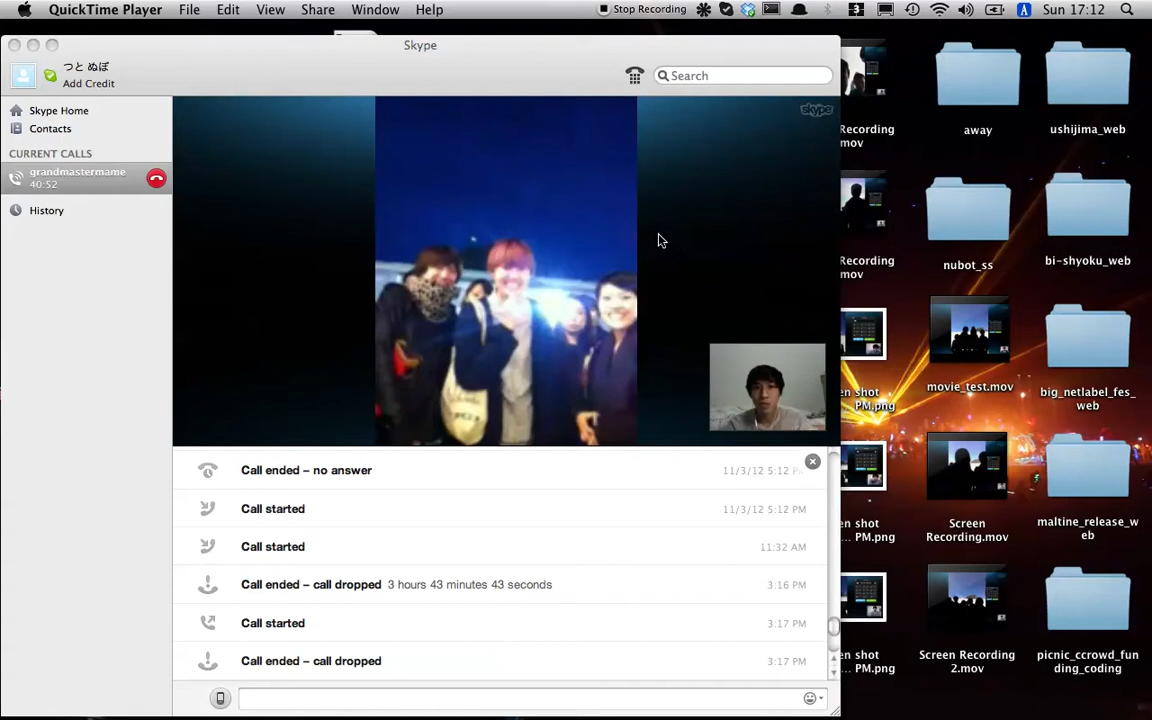 QuickTime Player File Edit View Share Window Help
Stop Recording
3
A
Sun 17:12
Skype
つと ぬぼ
Add Credit
Search
Skype Home
Contacts
CURRENT CALLS
grandmastermame
40:52
History
skype
Call ended – no answer
11/3/12 5:12 PM
Call started
11/3/12 5:12 PM
Call started
11:32 AM
Call ended – call dropped 3 hours 43 minutes 43 seconds
3:16 PM
Call started
3:17 PM
Call ended – call dropped
3:17 PM
Recording
.mov
away
ushijima_web
Recording
.mov
nubot_ss
bi-shyoku_web
en shot
... PM.png
movie_test.mov
big_netlabel_fes_
web
en shot
... PM.png
Screen
Recording.mov
maltine_release_w
eb
en shot
... PM.png
Screen Recording
2.mov
picnic_ccrowd_fun
ding_coding